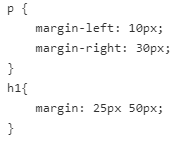 p {
    margin-left: 10px;
    margin-right: 30px;
}
h1{
    margin: 25px 50px;
}